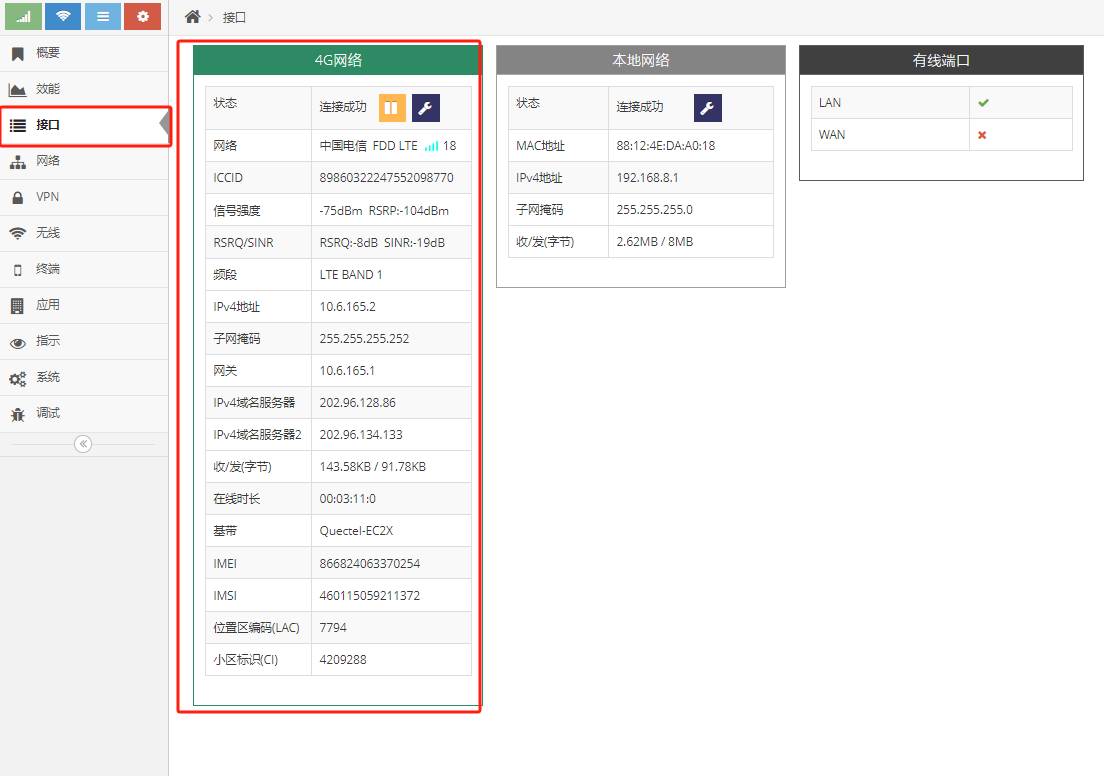 接口
概要
效能
接口
网络
VPN
无线
终端
应用
指示
系统
调试
4G网络
状态 连接成功
网络 中国电信 FDD LTE 18
ICCID 89860322247552098770
信号强度 -75dBm RSRP:-104dBm
RSRQ/SINR RSRQ:-8dB SINR:-19dB
频段 LTE BAND 1
IPv4地址 10.6.165.2
子网掩码 255.255.255.252
网关 10.6.165.1
IPv4域名服务器 202.96.128.86
IPv4域名服务器2 202.96.134.133
收/发(字节) 143.58KB / 91.78KB
在线时长 00:03:11:0
基带 Quectel-EC2X
IMEI 866824063370254
IMSI 460115059211372
位置区编码(LAC) 7794
小区标识(CI) 4209288
本地网络
状态 连接成功
MAC地址 88:12:4E:DA:A0:18
IPv4地址 192.168.8.1
子网掩码 255.255.255.0
收/发(字节) 2.62MB / 8MB
有线端口
LAN
WAN